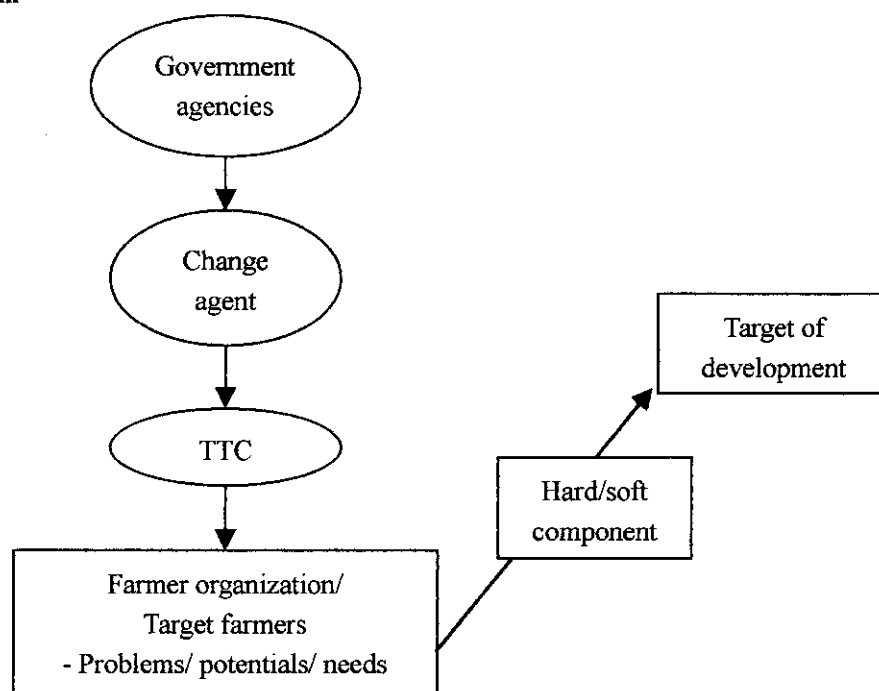 Government
agencies
Change
agent
TTC
Farmer organization/
Target farmers
- Problems/ potentials/ needs
Hard/soft
component
Target of
development